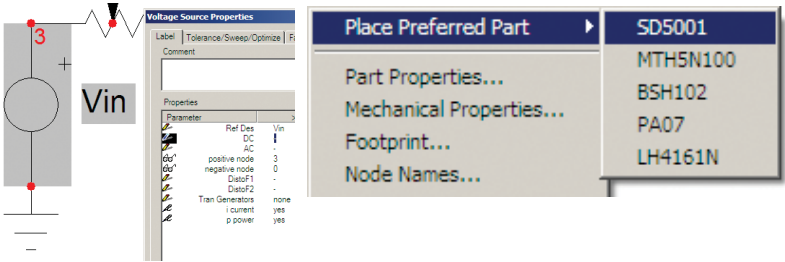 3
Vin
Voltage Source Properties
Label Tolerance/Sweep/Optimize
Comment
Properties
Parameter
Ref Des Vin
DC
AC -
positive node 3
negative node 0
DistoF1 -
DistoF2 -
Tran Generators none
i current yes
p power yes
Place Preferred Part
Part Properties...
Mechanical Properties...
Footprint...
Node Names...
SD5001
MTH5N100
BSH102
PA07
LH4161N